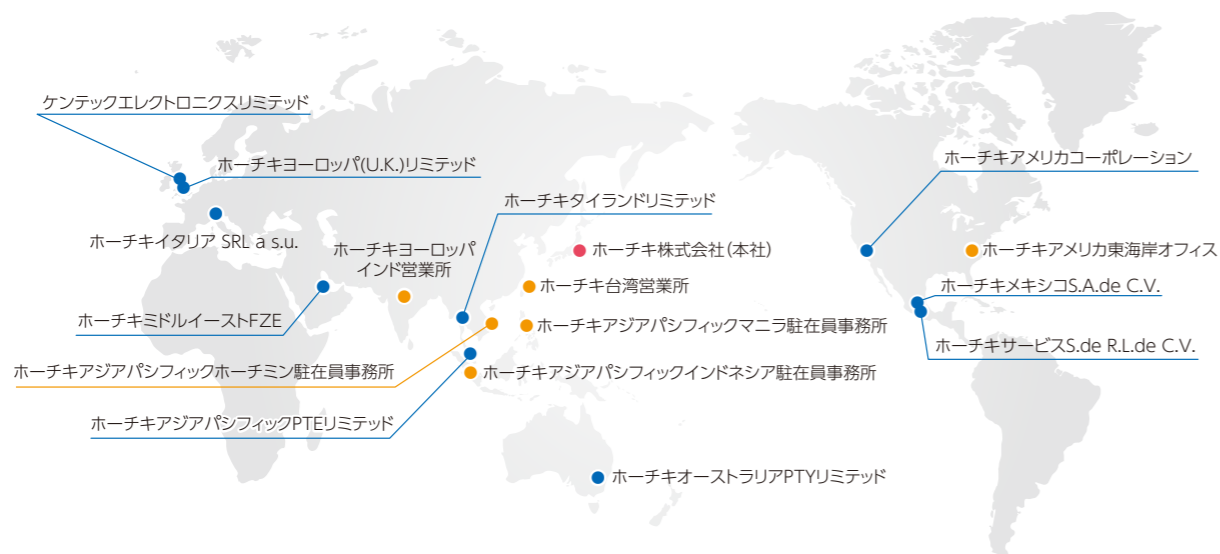 ケンテックエレクトロニクスリミテッド
ホーチキヨーロッパ(U.K.)リミテッド
ホーチキアメリカコーポレーション
ホーチキタイランドリミテッド
ホーチキイタリア SRL a s.u.
ホーチキヨーロッパ
インド営業所
ホーチキ株式会社(本社)
ホーチキアメリカ東海岸オフィス
ホーチキ台湾営業所
ホーチキメキシコS.A.de C.V.
ホーチキミドルイーストFZE
ホーチキアジアパシフィックマニラ駐在員事務所
ホーチキサービスS.de R.L.de C.V.
ホーチキアジアパシフィックホーチミン駐在員事務所
ホーチキアジアパシフィックインドネシア駐在員事務所
ホーチキアジアパシフィックPTEリミテッド
ホーチキオーストラリアPTYリミテッド